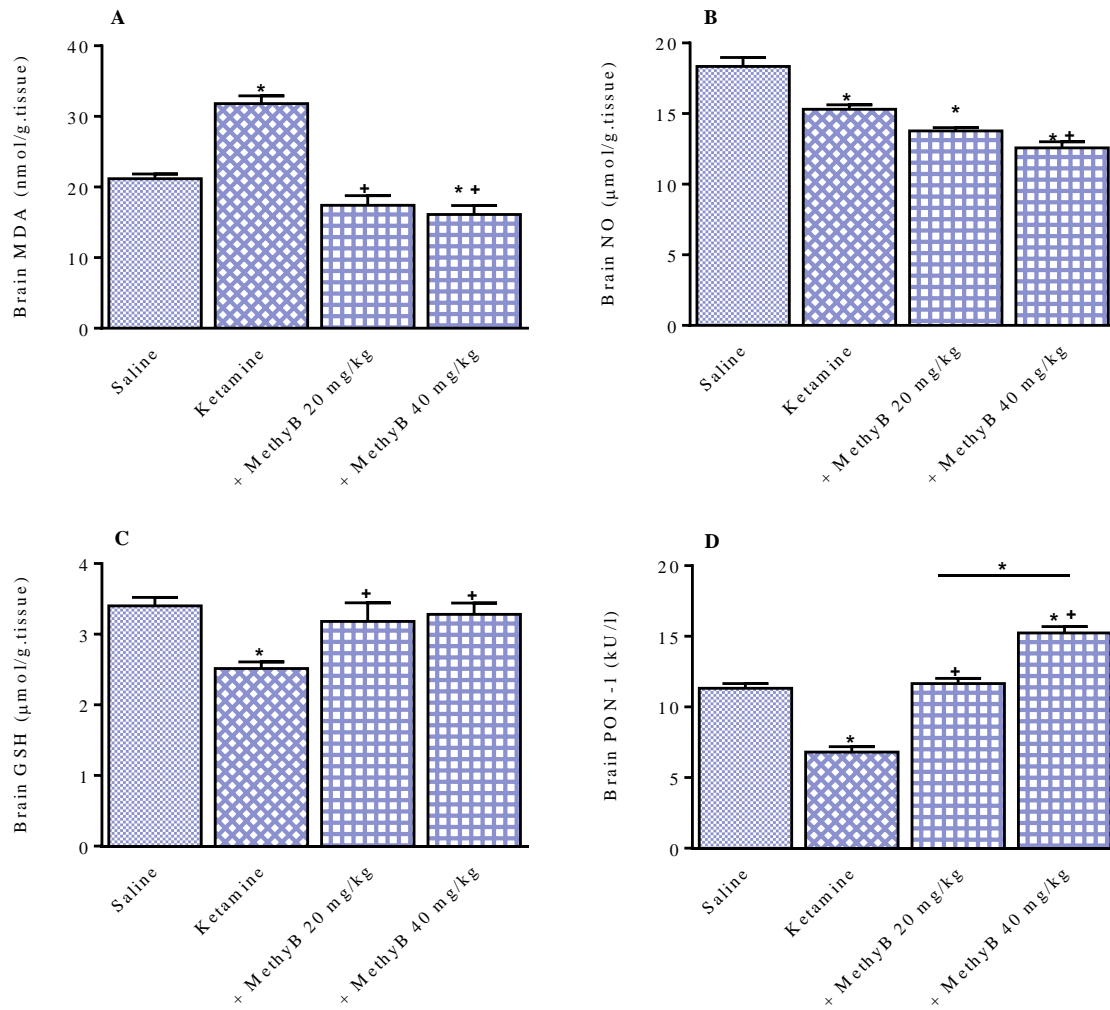 A
Brain MDA (nmol/g.tissue)
40
30
20
10
0
*
+
* +
Saline
Ketamine
+ MethyB 20 mg/kg
+ MethyB 40 mg/kg
B
Brain NO (μmol/g.tissue)
20
15
10
5
0
*
*
* +
Saline
Ketamine
+ MethyB 20 mg/kg
+ MethyB 40 mg/kg
C
Brain GSH (μmol/g.tissue)
4
3
2
1
0
*
+
+
Saline
Ketamine
+ MethyB 20 mg/kg
+ MethyB 40 mg/kg
D
Brain PON-1 (kU/l)
20
15
10
5
0
*
*
+
* +
Saline
Ketamine
+ MethyB 20 mg/kg
+ MethyB 40 mg/kg